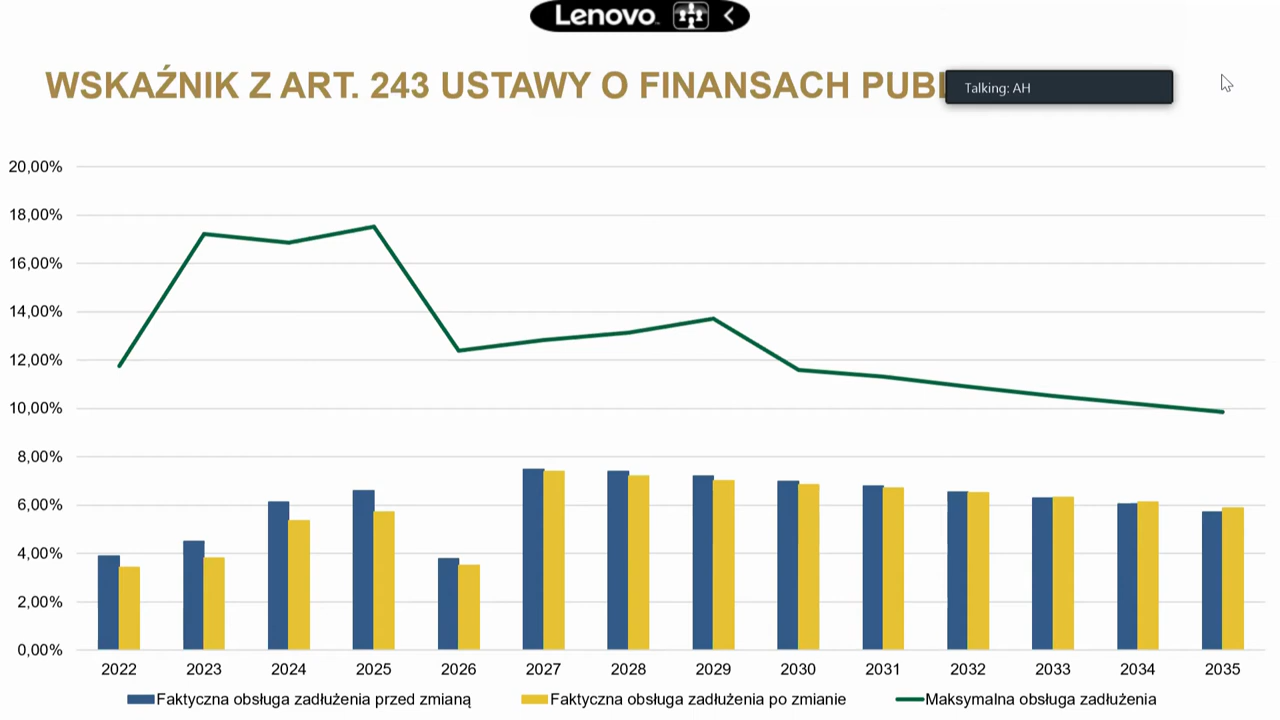 Lenovo
WSKAŹNIK Z ART. 243 USTAWY O FINANSACH PUBL
Talking: AH
20,00%
18,00%
16,00%
14,00%
12,00%
10,00%
8,00%
6,00%
4,00%
2,00%
0,00%
2022 2023 2024 2025 2026 2027 2028 2029 2030 2031 2032 2033 2034 2035
Faktyczna obsługa zadłużenia przed zmianą Faktyczna obsługa zadłużenia po zmianie Maksymalna obsługa zadłużenia